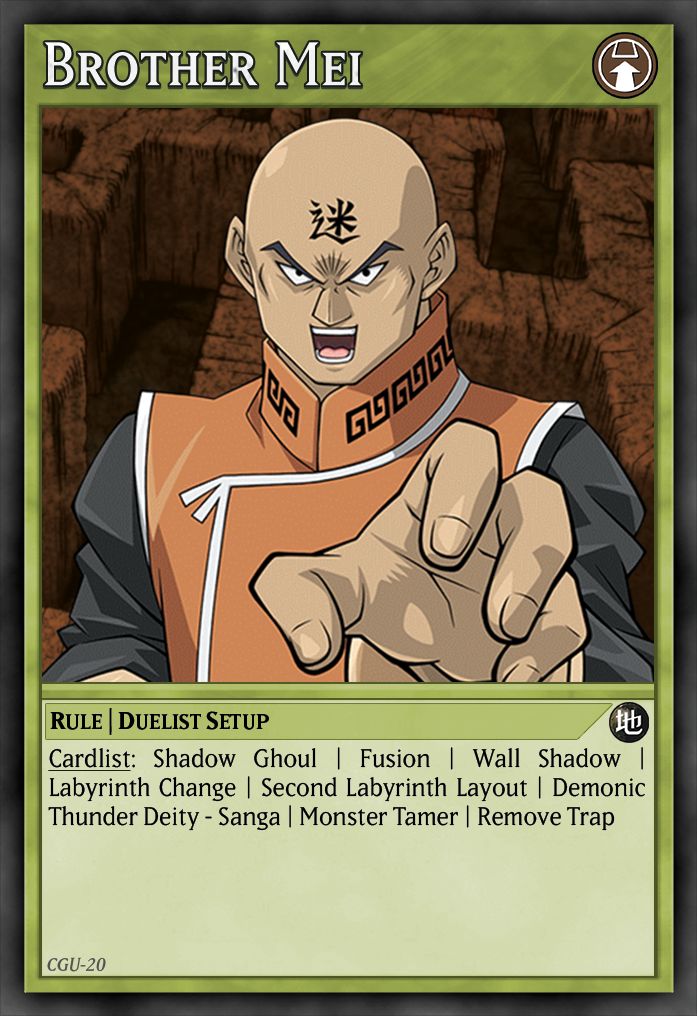 Brother Mei
迷
Rule | Duelist Setup
地
Cardlist: Shadow Ghoul | Fusion | Wall Shadow |
Labyrinth Change | Second Labyrinth Layout | Demonic
Thunder Deity - Sanga | Monster Tamer | Remove Trap
CGU-20